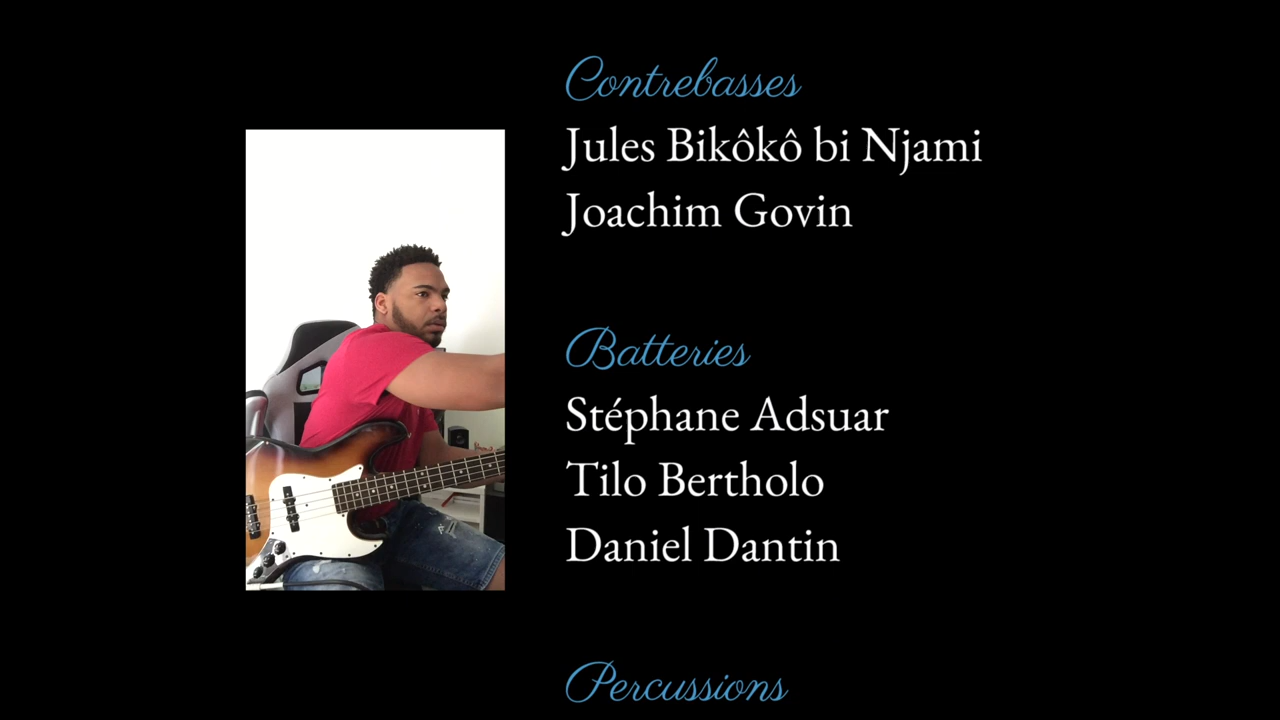 Contrebasses
Jules Bikôkô bi Njami
Joachim Govin
Batteries
Stéphane Adsuar
Tilo Bertholo
Daniel Dantin
Percussions